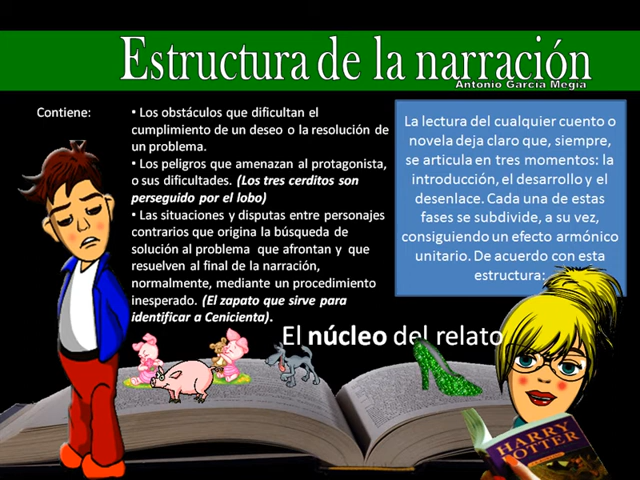 Estructura de la narración
Antonio García Megía
Contiene:
• Los obstáculos que dificultan el
cumplimiento de un deseo o la resolución de
un problema.
• Los peligros que amenazan al protagonista,
o sus dificultades. (Los tres cerditos son
perseguido por el lobo)
• Las situaciones y disputas entre personajes
contrarios que origina la búsqueda de
solución al problema que afrontan y que
resuelven al final de la narración,
normalmente, mediante un procedimiento
inesperado. (El zapato que sirve para
identificar a Cenicienta).
La lectura del cualquier cuento o
novela deja claro que, siempre,
se articula en tres momentos: la
introducción, el desarrollo y el
desenlace. Cada una de estas
fases se subdivide, a su vez,
consiguiendo un efecto armónico
unitario. De acuerdo con esta
estructura:
El núcleo del relato
HARRY
POTTER